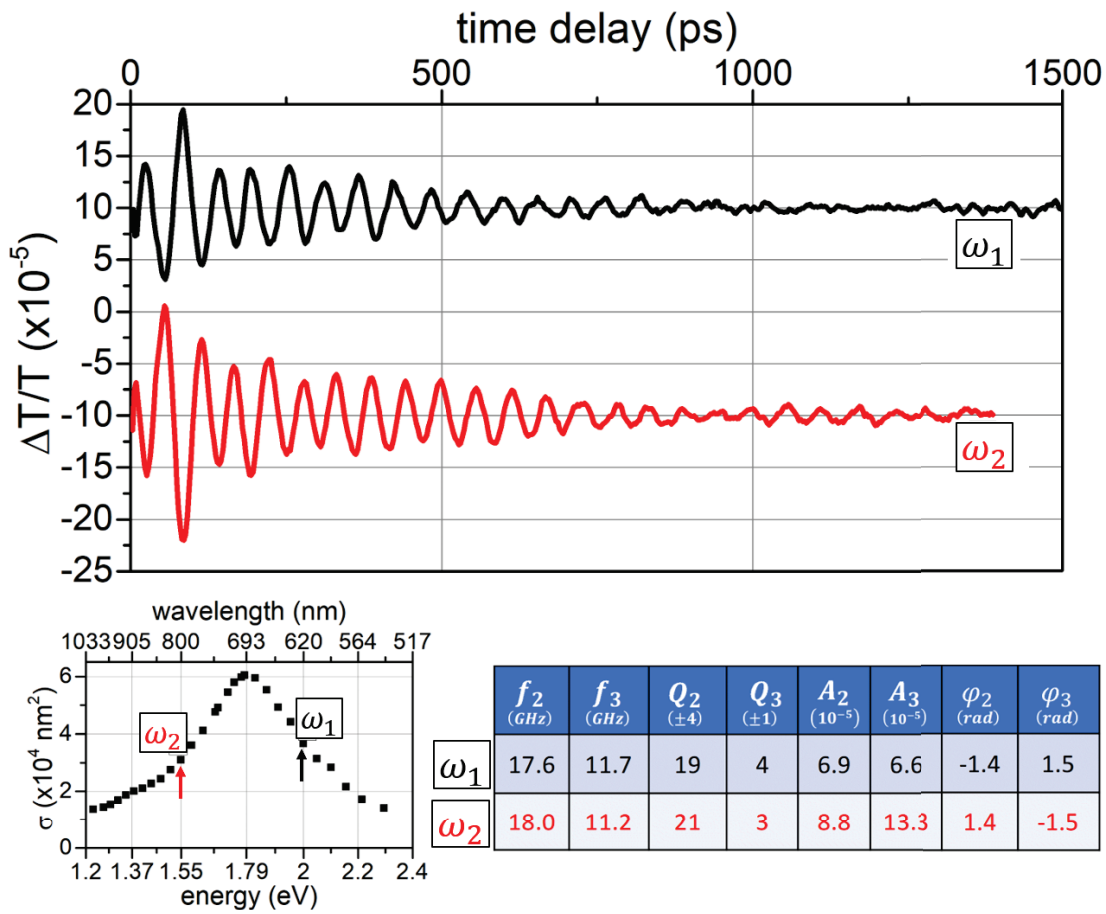 time delay (ps)
0 500 1000 1500
20
15
10
5
0
-5
-10
-15
-20
-25
ΔT/T (x10⁻⁵)
ω₁
ω₂
wavelength (nm)
1033 905 800 693 620 564 517
6
4
2
0
σ (x10⁴ nm²)
ω₂
ω₁
1.2 1.37 1.55 1.79 2 2.2 2.4
energy (eV)
f₂ f₃ Q₂ Q₃ A₂ A₃ φ₂ φ₃
(GHz) (GHz) (±4) (±1) (10⁻⁵) (10⁻⁵) (rad) (rad)
ω₁ 17.6 11.7 19 4 6.9 6.6 -1.4 1.5
ω₂ 18.0 11.2 21 3 8.8 13.3 1.4 -1.5